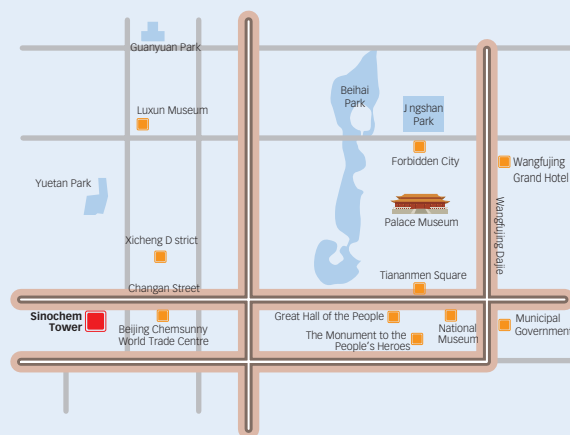 Guanyuan Park
Beihai
Park
J ngshan
Park
Luxun Museum
Forbidden City
Wangfujing
Grand Hotel
Yuetan Park
Palace Museum
Wangfujing Dajie
Xicheng D strict
Tiananmen Square
Changan Street
Sinochem
Tower
Beijing Chemsunny
World Trade Centre
Great Hall of the People
The Monument to the
People's Heroes
National
Museum
Municipal
Government